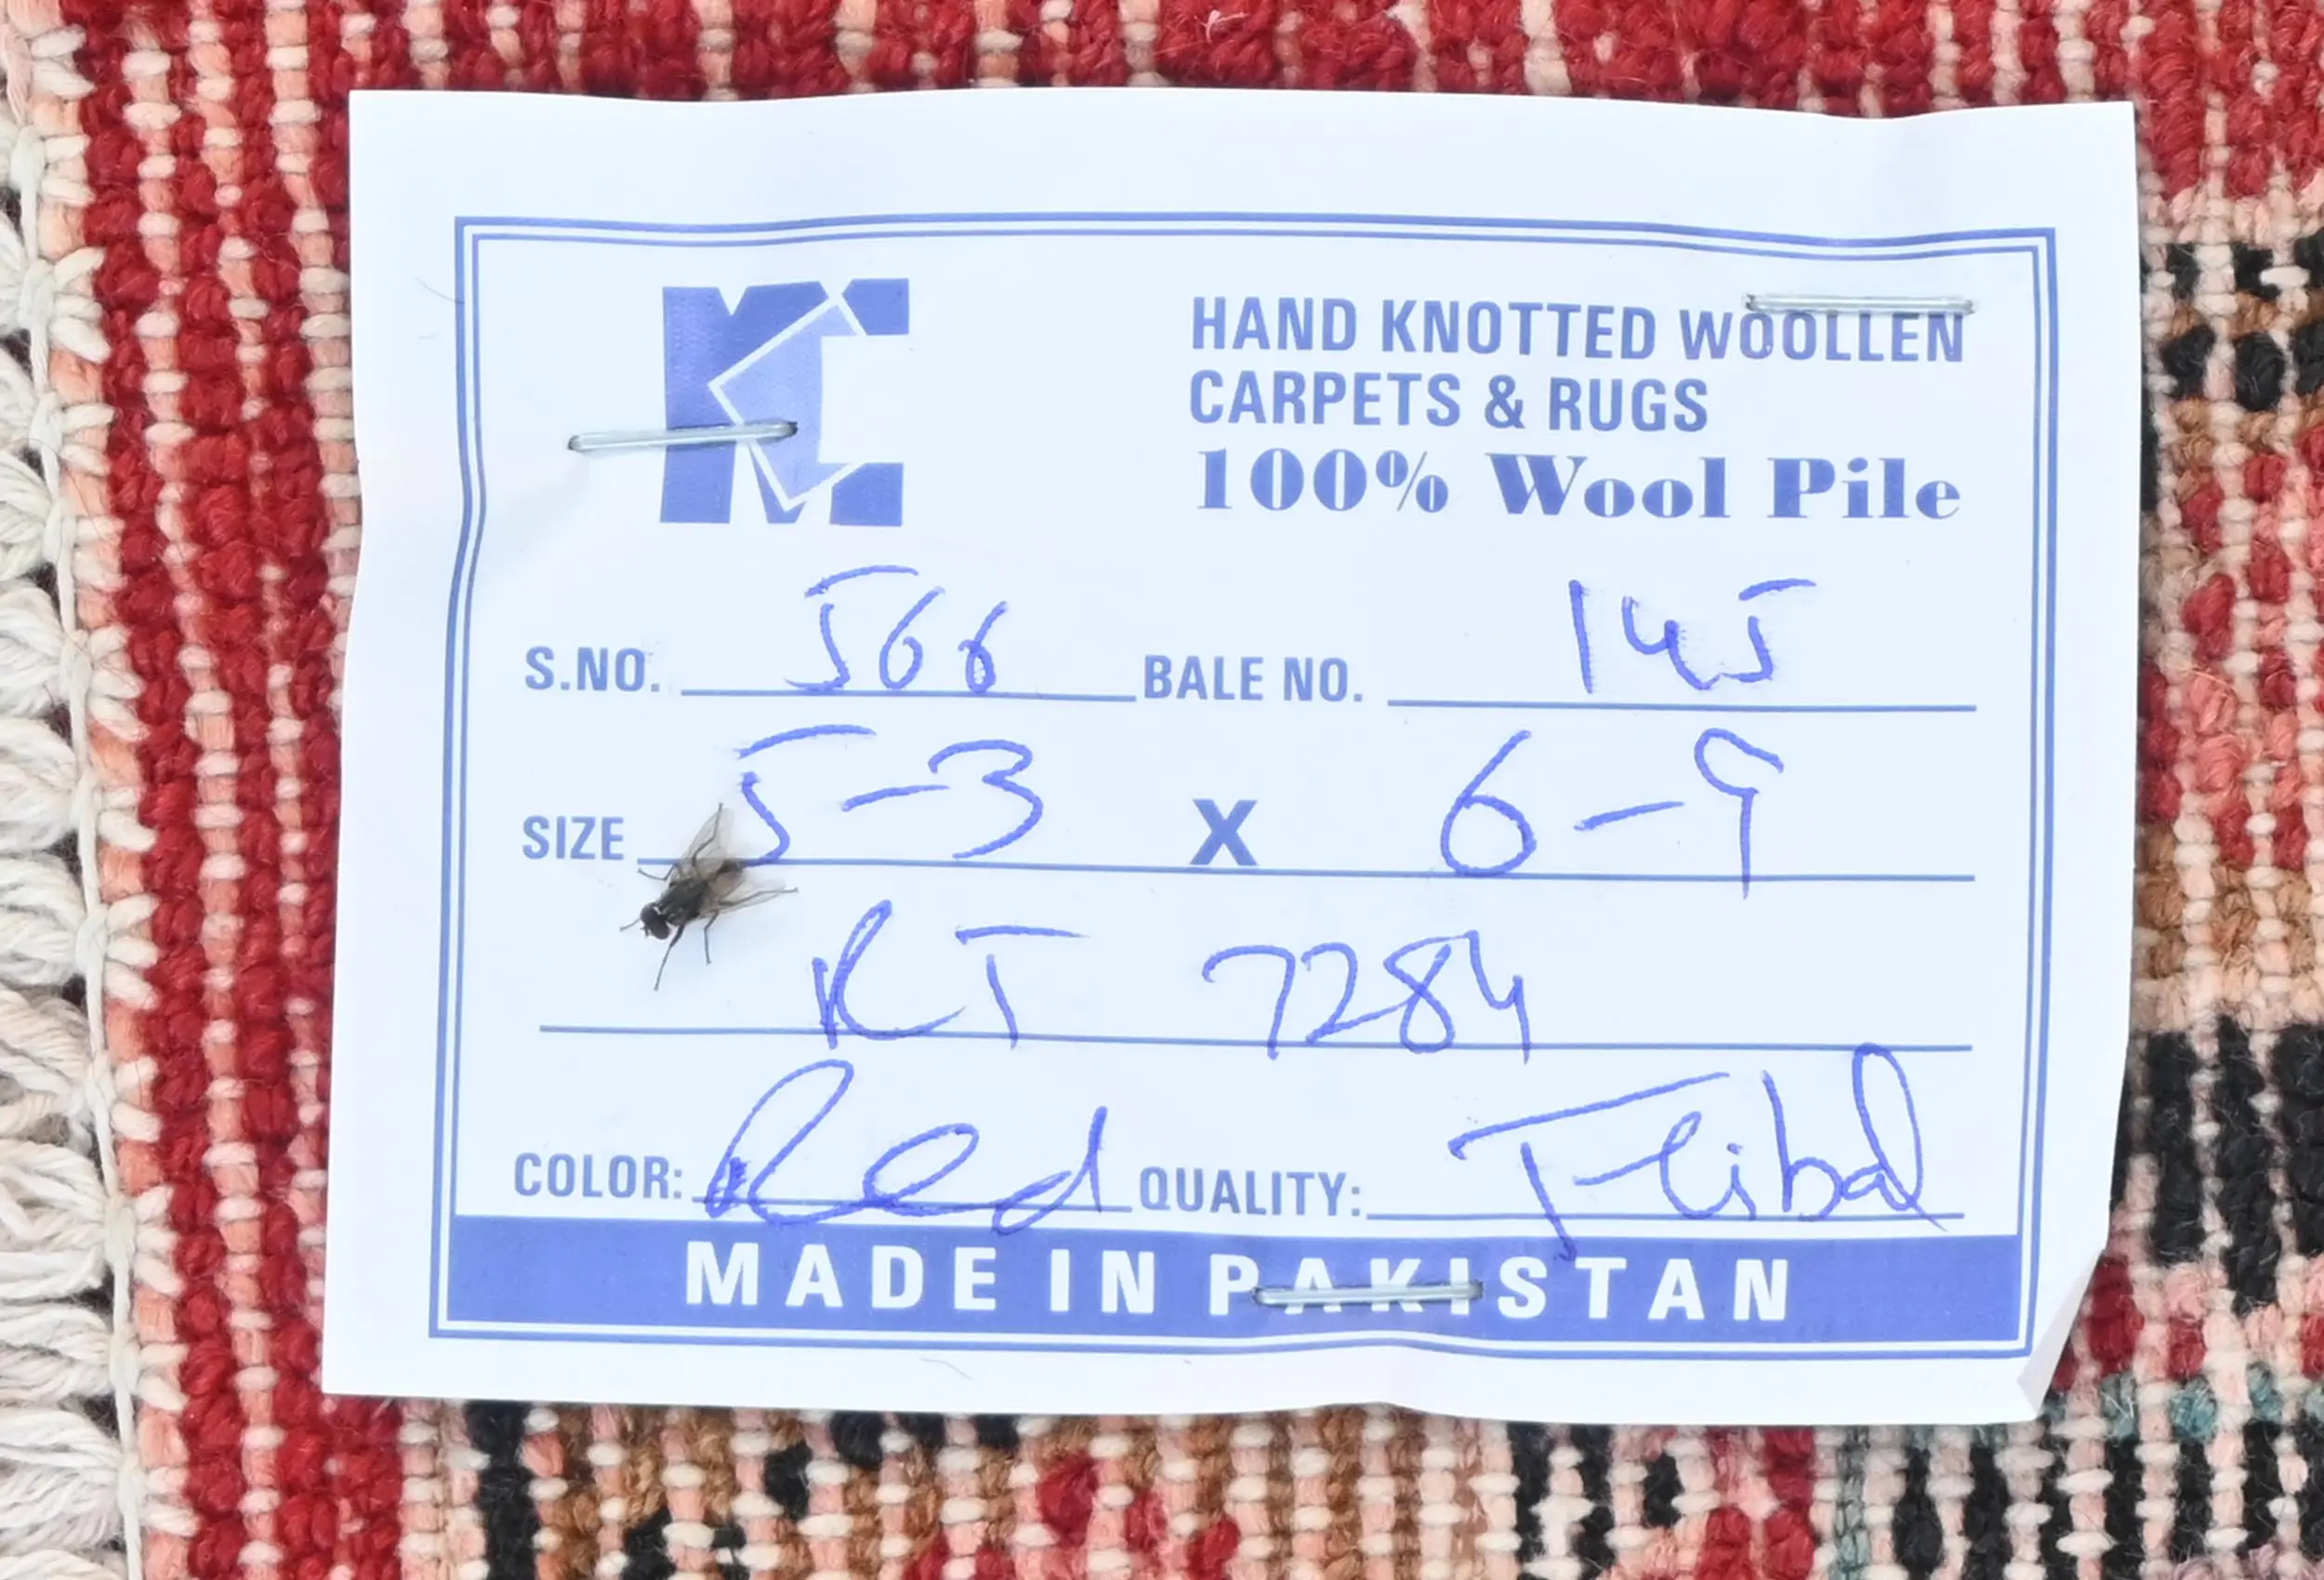 KC
HAND KNOTTED WOOLLEN
CARPETS & RUGS
100% Wool Pile
S.NO. 566 BALE NO. 145
SIZE 5-3 X 6-9
KT 7284
COLOR: Red QUALITY: Tribal
MADE IN PAKISTAN